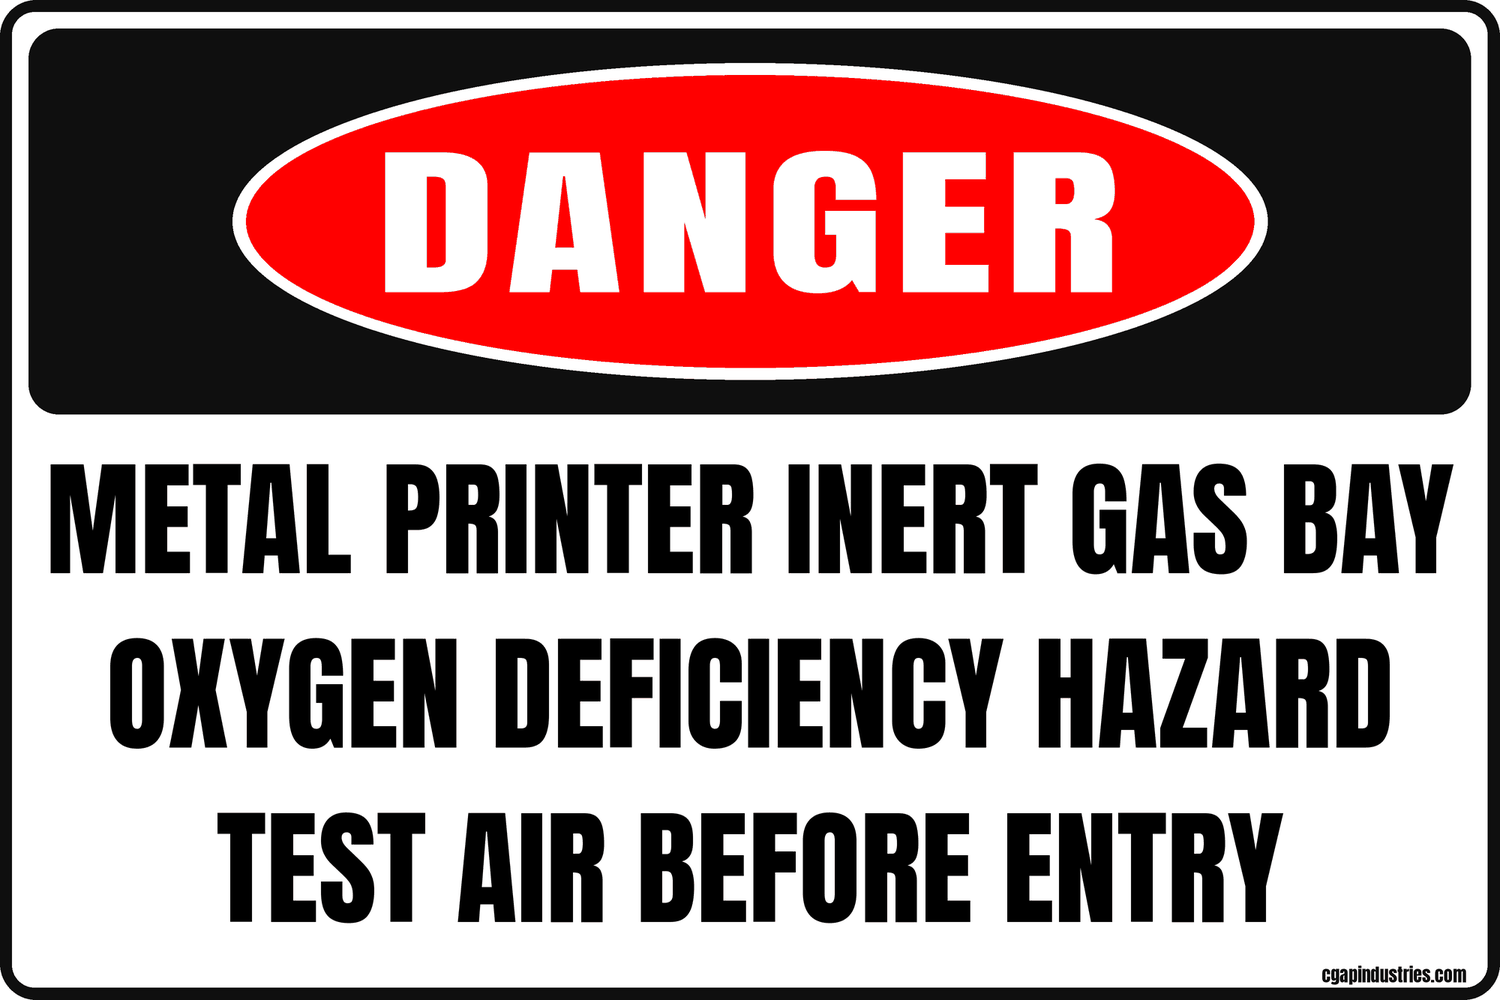 DANGER
METAL PRINTER INERT GAS BAY
OXYGEN DEFICIENCY HAZARD
TEST AIR BEFORE ENTRY
cgapindustries.com